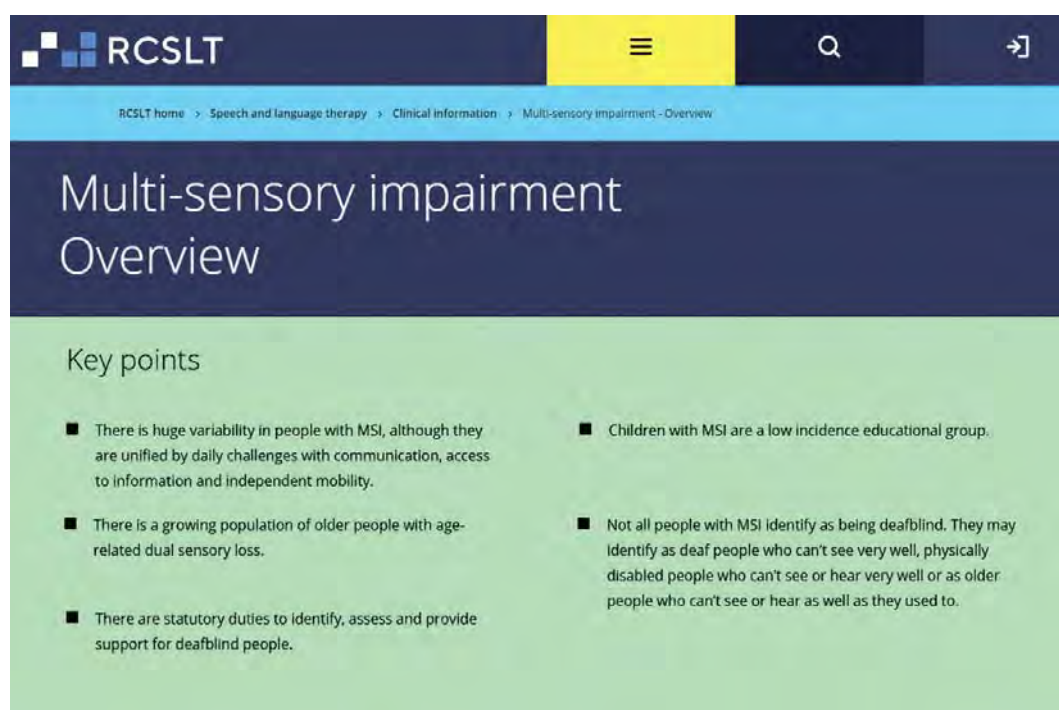 RCSLT
RCSLT home > Speech and language therapy > Clinical information > Multi-sensory impairment - Overview
Multi-sensory impairment
Overview
Key points
■ There is huge variability in people with MSI, although they
are unified by daily challenges with communication, access
to information and independent mobility.
■ There is a growing population of older people with age-
related dual sensory loss.
■ There are statutory duties to identify, assess and provide
support for deafblind people.
■ Children with MSI are a low incidence educational group.
■ Not all people with MSI identify as being deafblind. They may
identify as deaf people who can't see very well, physically
disabled people who can't see or hear very well or as older
people who can't see or hear as well as they used to.